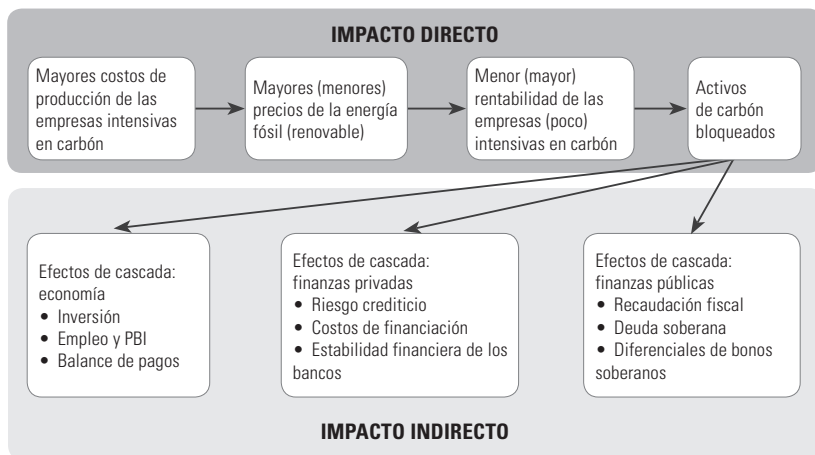 IMPACTO DIRECTO
Mayores costos de
producción de las
empresas intensivas
en carbón
Mayores (menores)
precios de la energía
fósil (renovable)
Menor (mayor)
rentabilidad de las
empresas (poco)
intensivas en carbón
Activos
de carbón
bloqueados
Efectos de cascada:
economía
• Inversión
• Empleo y PBI
• Balance de pagos
Efectos de cascada:
finanzas privadas
• Riesgo crediticio
• Costos de financiación
• Estabilidad financiera de los
bancos
Efectos de cascada:
finanzas públicas
• Recaudación fiscal
• Deuda soberana
• Diferenciales de bonos
soberanos
IMPACTO INDIRECTO